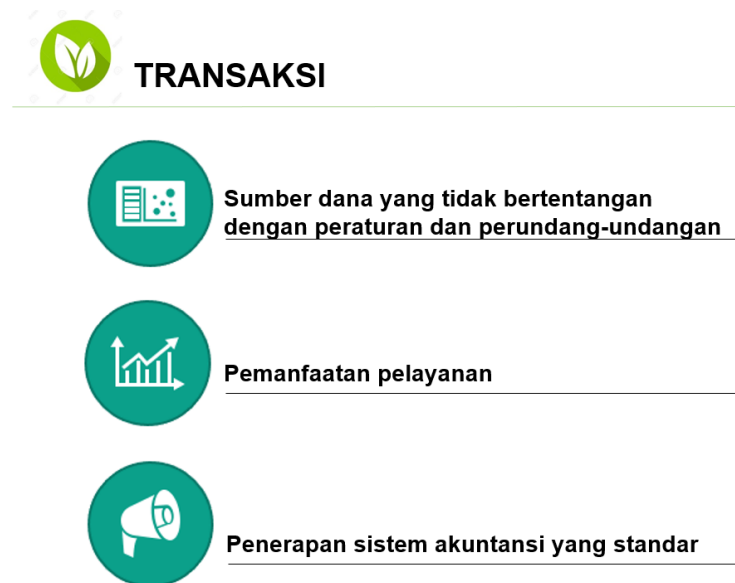 TRANSAKSI
Sumber dana yang tidak bertentangan
dengan peraturan dan perundang-undangan
Pemanfaatan pelayanan
Penerapan sistem akuntansi yang standar